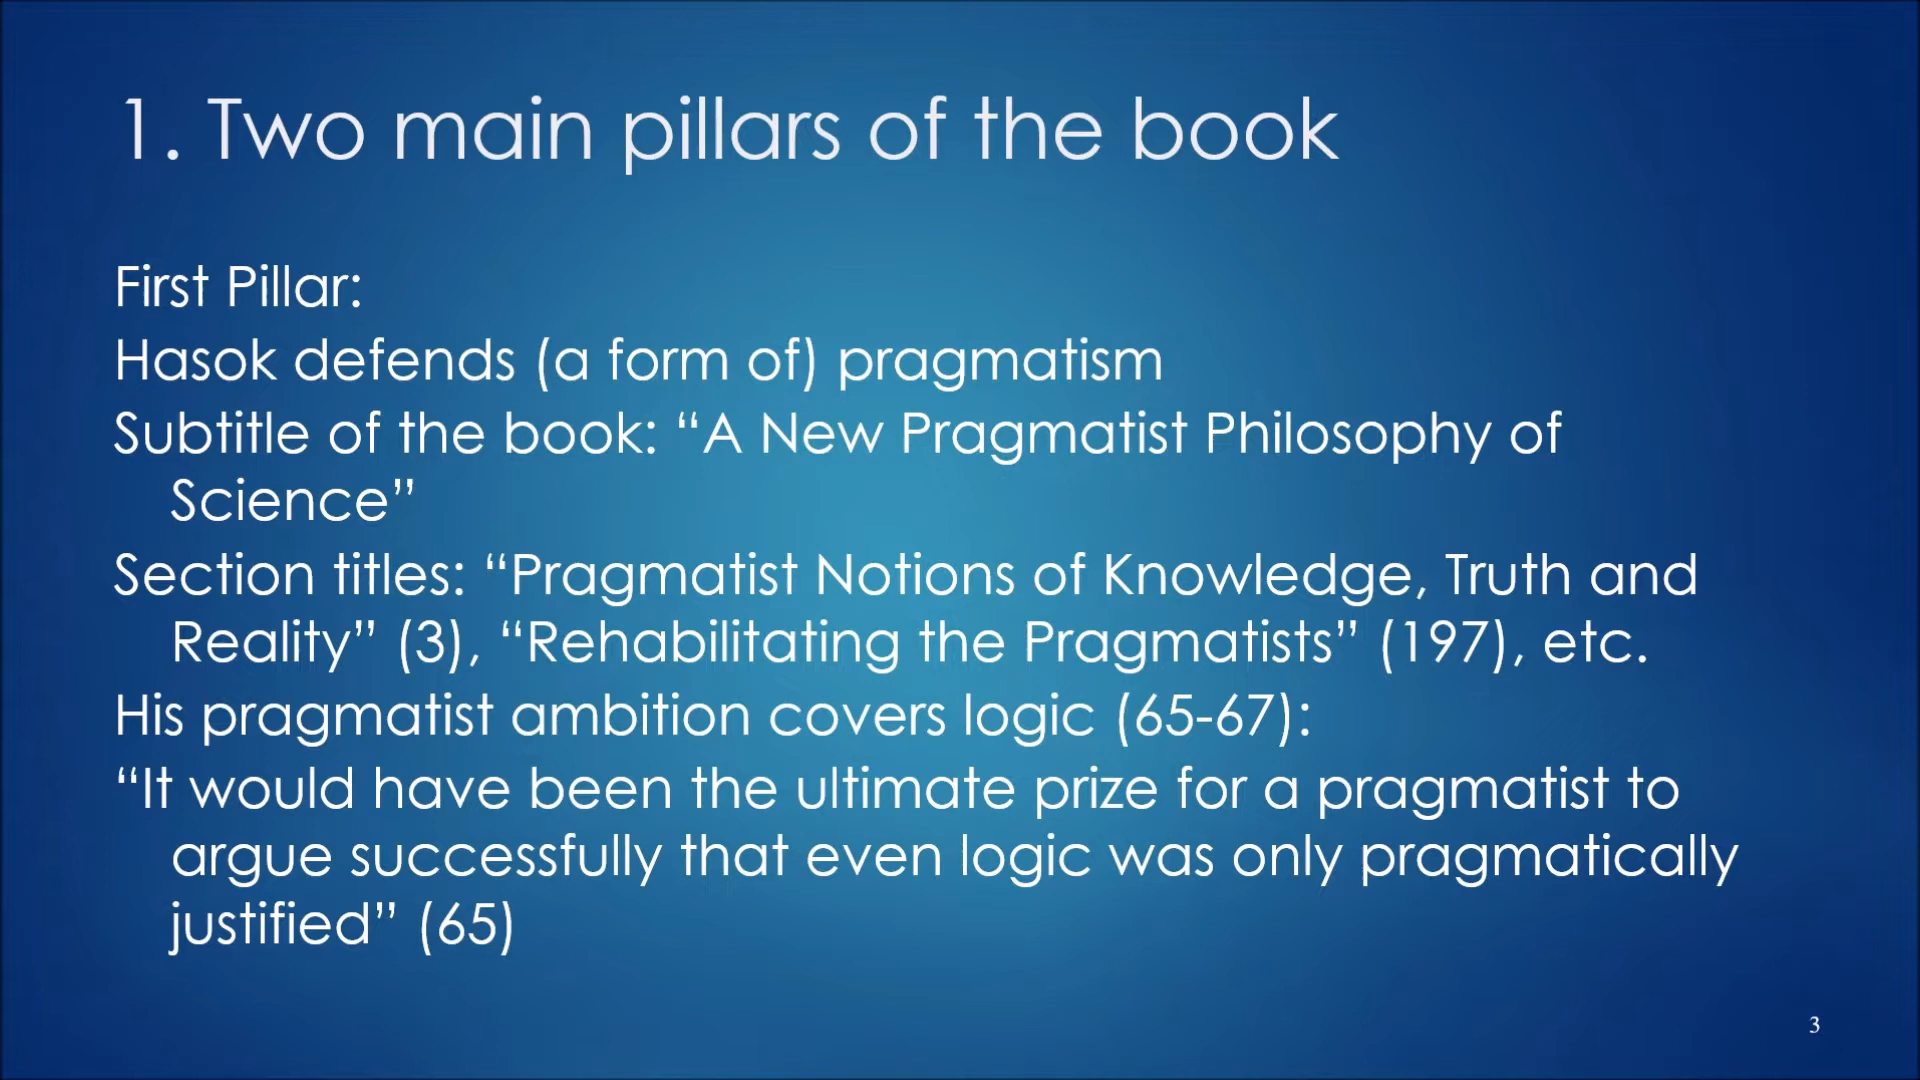 1. Two main pillars of the book
First Pillar:
Hasok defends (a form of) pragmatism
Subtitle of the book: “A New Pragmatist Philosophy of
Science”
Section titles: “Pragmatist Notions of Knowledge, Truth and
Reality” (3), “Rehabilitating the Pragmatists” (197), etc.
His pragmatist ambition covers logic (65-67):
“It would have been the ultimate prize for a pragmatist to
argue successfully that even logic was only pragmatically
justified” (65)
3